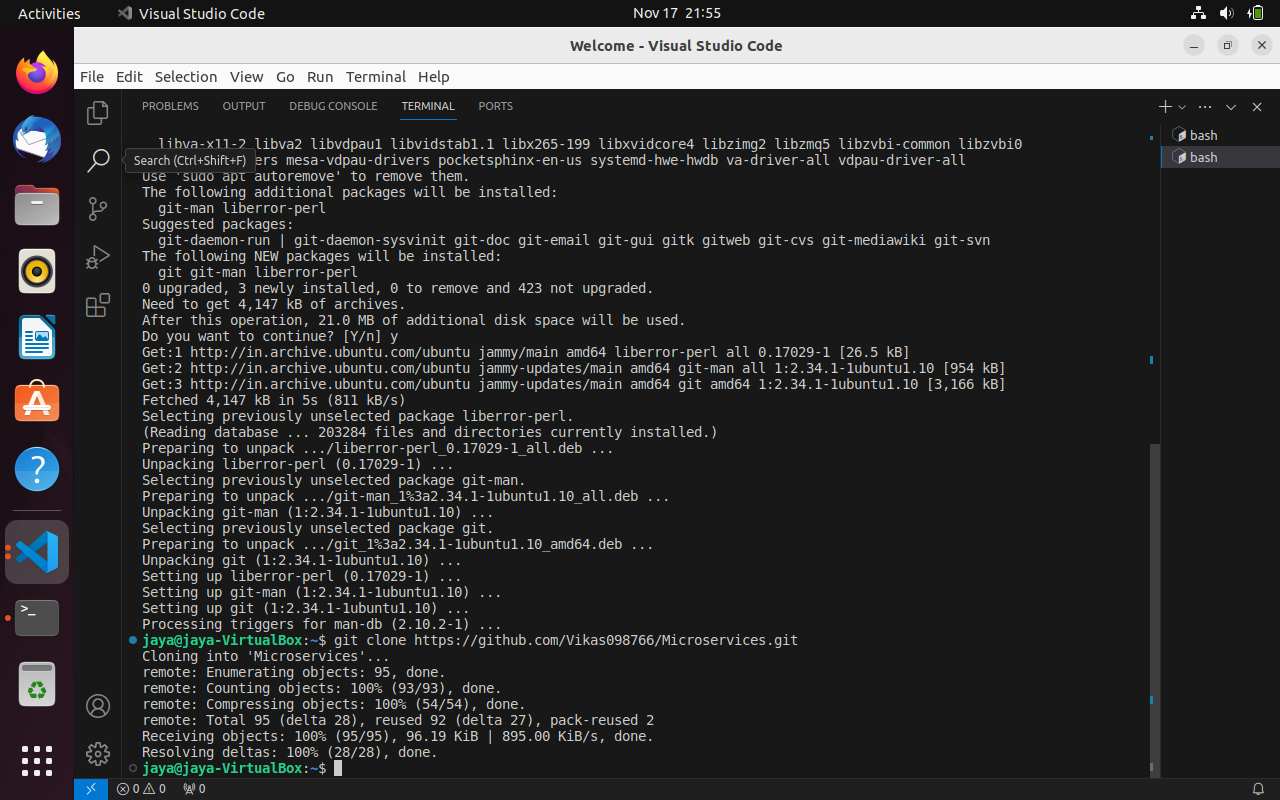 Activities
Visual Studio Code
Nov 17 21:55
Welcome - Visual Studio Code
File Edit Selection View Go Run Terminal Help
PROBLEMS OUTPUT DEBUG CONSOLE TERMINAL PORTS
bash
bash
Search (Ctrl+Shift+F)
libva-x11-2 libva2 libvdpau1 libvidstab1.1 libx265-199 libxvidcore4 libzimg2 libzmq5 libzvbi-common libzvbi0
mesa-vdpau-drivers pocketsphinx-en-us systemd-hwe-hwdb va-driver-all vdpau-driver-all
Use 'sudo apt autoremove' to remove them.
The following additional packages will be installed:
git-man liberror-perl
Suggested packages:
git-daemon-run | git-daemon-sysvinit git-doc git-email git-gui gitk gitweb git-cvs git-mediawiki git-svn
The following NEW packages will be installed:
git git-man liberror-perl
0 upgraded, 3 newly installed, 0 to remove and 423 not upgraded.
Need to get 4,147 kB of archives.
After this operation, 21.0 MB of additional disk space will be used.
Do you want to continue? [Y/n] y
Get:1 http://in.archive.ubuntu.com/ubuntu jammy/main amd64 liberror-perl all 0.17029-1 [26.5 kB]
Get:2 http://in.archive.ubuntu.com/ubuntu jammy-updates/main amd64 git-man all 1:2.34.1-1ubuntu1.10 [954 kB]
Get:3 http://in.archive.ubuntu.com/ubuntu jammy-updates/main amd64 git amd64 1:2.34.1-1ubuntu1.10 [3,166 kB]
Fetched 4,147 kB in 5s (811 kB/s)
Selecting previously unselected package liberror-perl.
(Reading database ... 203284 files and directories currently installed.)
Preparing to unpack .../liberror-perl_0.17029-1_all.deb ...
Unpacking liberror-perl (0.17029-1) ...
Selecting previously unselected package git-man.
Preparing to unpack .../git-man_1%3a2.34.1-1ubuntu1.10_all.deb ...
Unpacking git-man (1:2.34.1-1ubuntu1.10) ...
Selecting previously unselected package git.
Preparing to unpack .../git_1%3a2.34.1-1ubuntu1.10_amd64.deb ...
Unpacking git (1:2.34.1-1ubuntu1.10) ...
Setting up liberror-perl (0.17029-1) ...
Setting up git-man (1:2.34.1-1ubuntu1.10) ...
Setting up git (1:2.34.1-1ubuntu1.10) ...
Processing triggers for man-db (2.10.2-1) ...
jaya@jaya-VirtualBox:~$ git clone https://github.com/Vikas098766/Microservices.git
Cloning into 'Microservices'...
remote: Enumerating objects: 95, done.
remote: Counting objects: 100% (93/93), done.
remote: Compressing objects: 100% (54/54), done.
remote: Total 95 (delta 28), reused 92 (delta 27), pack-reused 2
Receiving objects: 100% (95/95), 96.19 KiB | 895.00 KiB/s, done.
Resolving deltas: 100% (28/28), done.
jaya@jaya-VirtualBox:~$
0 0 0